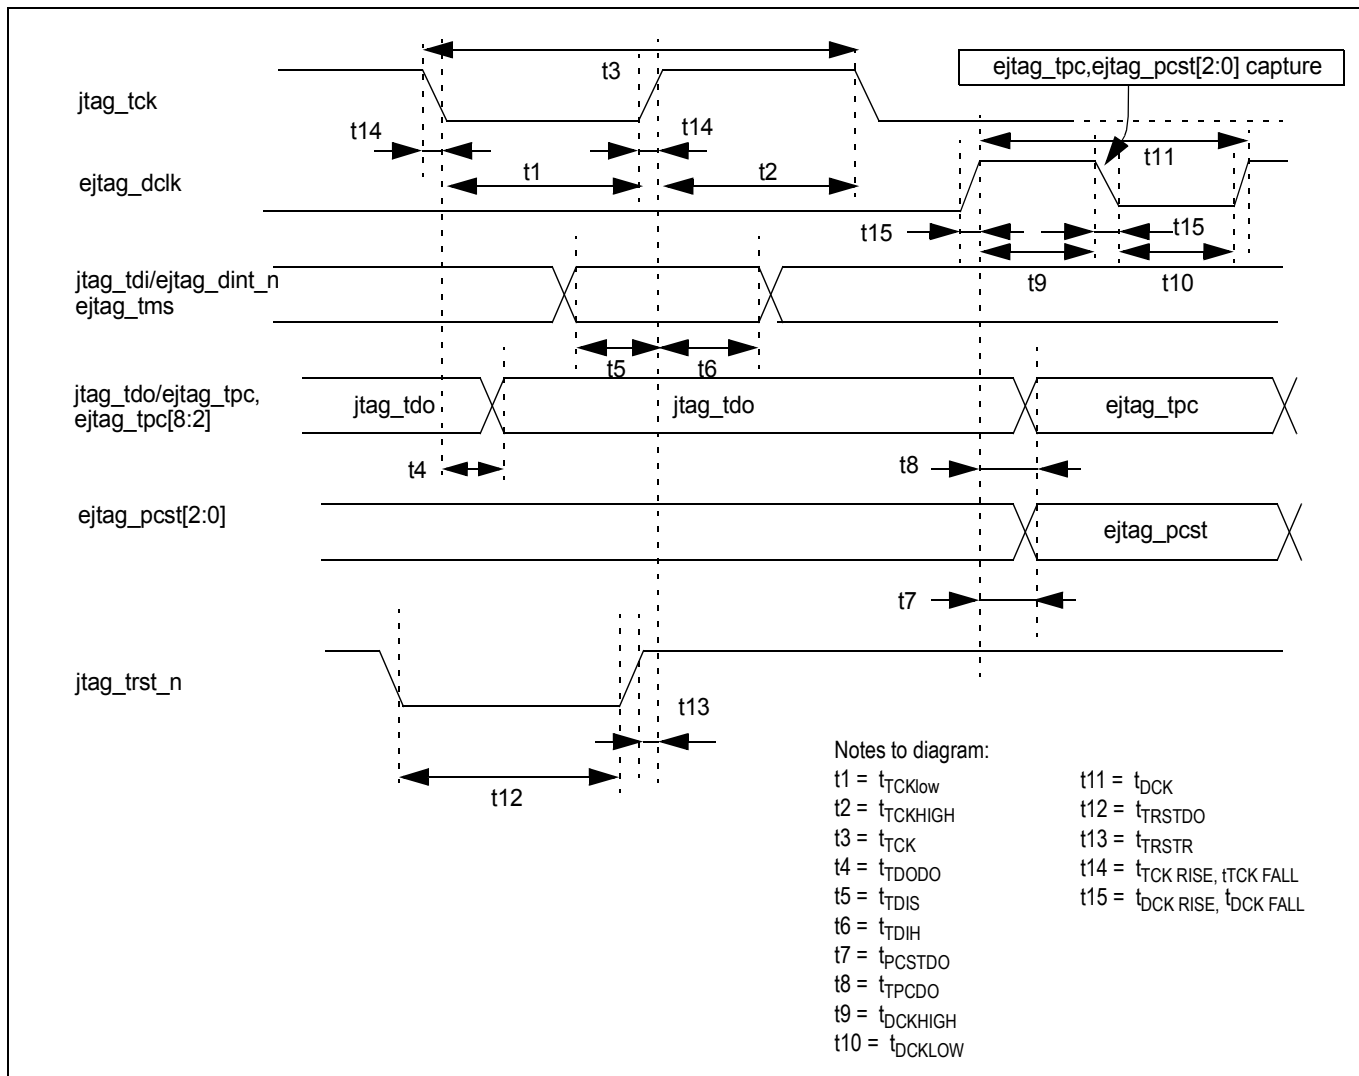 ejtag_tpc,ejtag_pcst[2:0] capture
t3
jtag_tck
t14
t14
t11
ejtag_dclk
t1
t2
t15
t15
jtag_tdi/ejtag_dint_n
ejtag_tms
t9
t10
t5
t6
jtag_tdo/ejtag_tpc,
ejtag_tpc[8:2]
jtag_tdo
jtag_tdo
ejtag_tpc
t4
t8
ejtag_pcst[2:0]
ejtag_pcst
t7
jtag_trst_n
t13
t12
Notes to diagram:
t1 = tTCKlow
t2 = tTCKHIGH
t3 = tTCK
t4 = tTDODO
t5 = tTDIS
t6 = tTDIH
t7 = tPCSTDO
t8 = tTPCDO
t9 = tDCKHIGH
t10 = tDCKLOW
t11 = tDCK
t12 = tTRSTDO
t13 = tTRSTR
t14 = tTCK RISE, tTCK FALL
t15 = tDCK RISE, tDCK FALL